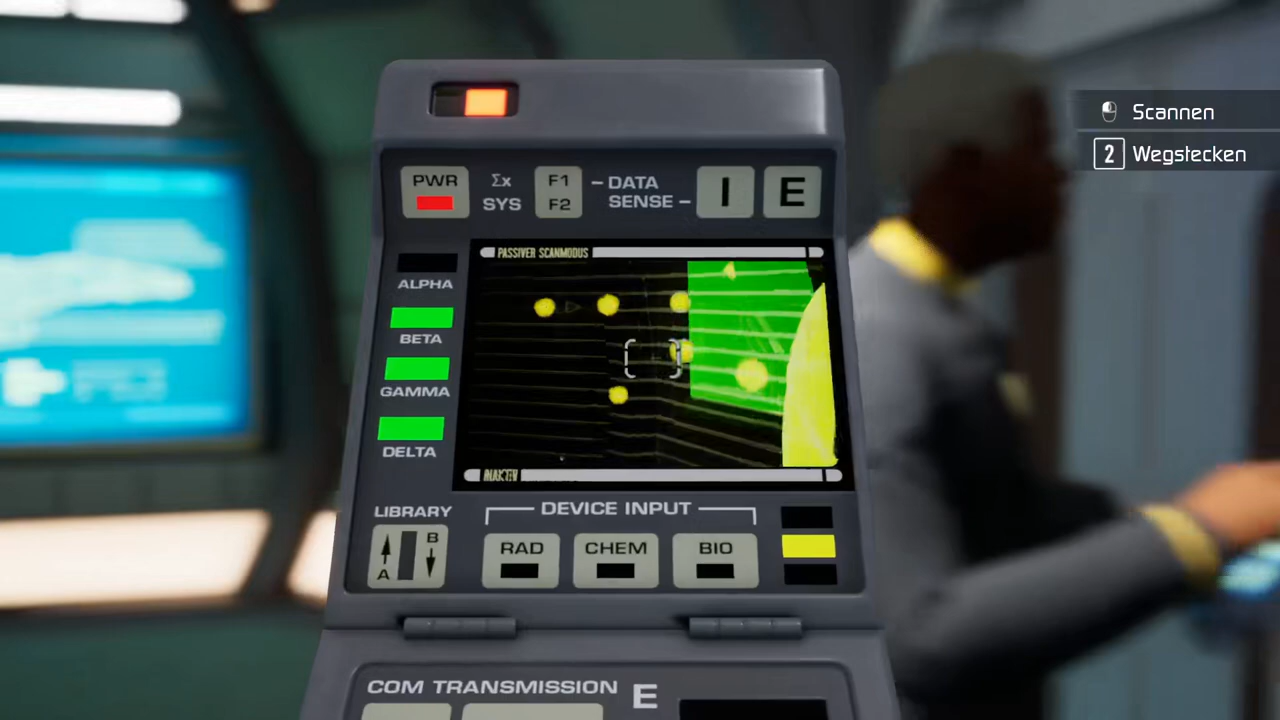 Scannen
2 Wegstecken
PWR
Σx
SYS
F1
F2
DATA
SENSE
I
E
PASSIVER SCANMODUS
ALPHA
BETA
GAMMA
DELTA
INAKTIV
LIBRARY
A
B
DEVICE INPUT
RAD
CHEM
BIO
COM TRANSMISSION
E